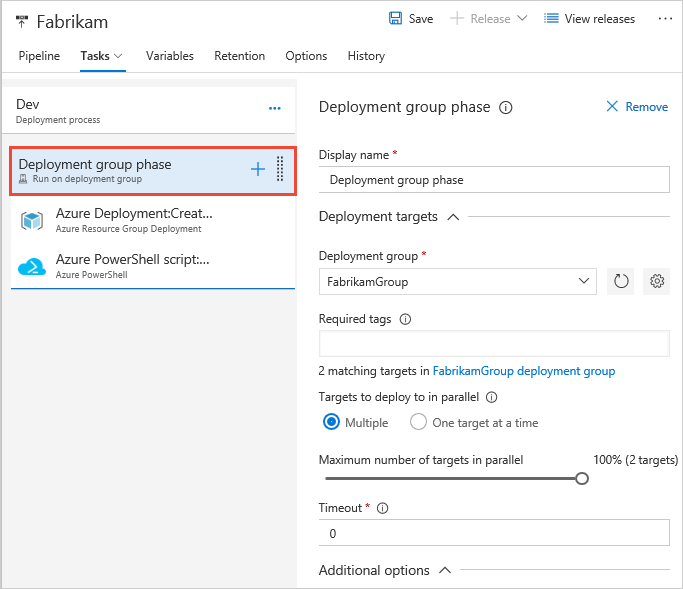 Fabrikam
Save
Release
View releases
Pipeline
Tasks
Variables
Retention
Options
History
Dev
Deployment process
Deployment group phase
Run on deployment group
Azure Deployment:Creat...
Azure Resource Group Deployment
Azure PowerShell script:...
Azure PowerShell
Deployment group phase
Remove
Display name *
Deployment group phase
Deployment targets
Deployment group *
FabrikamGroup
Required tags
2 matching targets in FabrikamGroup deployment group
Targets to deploy to in parallel
Multiple
One target at a time
Maximum number of targets in parallel
100% (2 targets)
Timeout *
0
Additional options